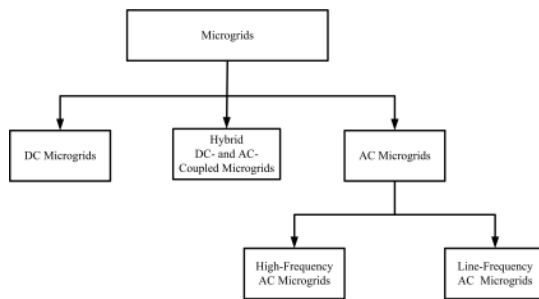 Microgrids
DC Microgrids
Hybrid
DC- and AC-
Coupled Microgrids
AC Microgrids
High-Frequency
AC Microgrids
Line-Frequency
AC Microgrids